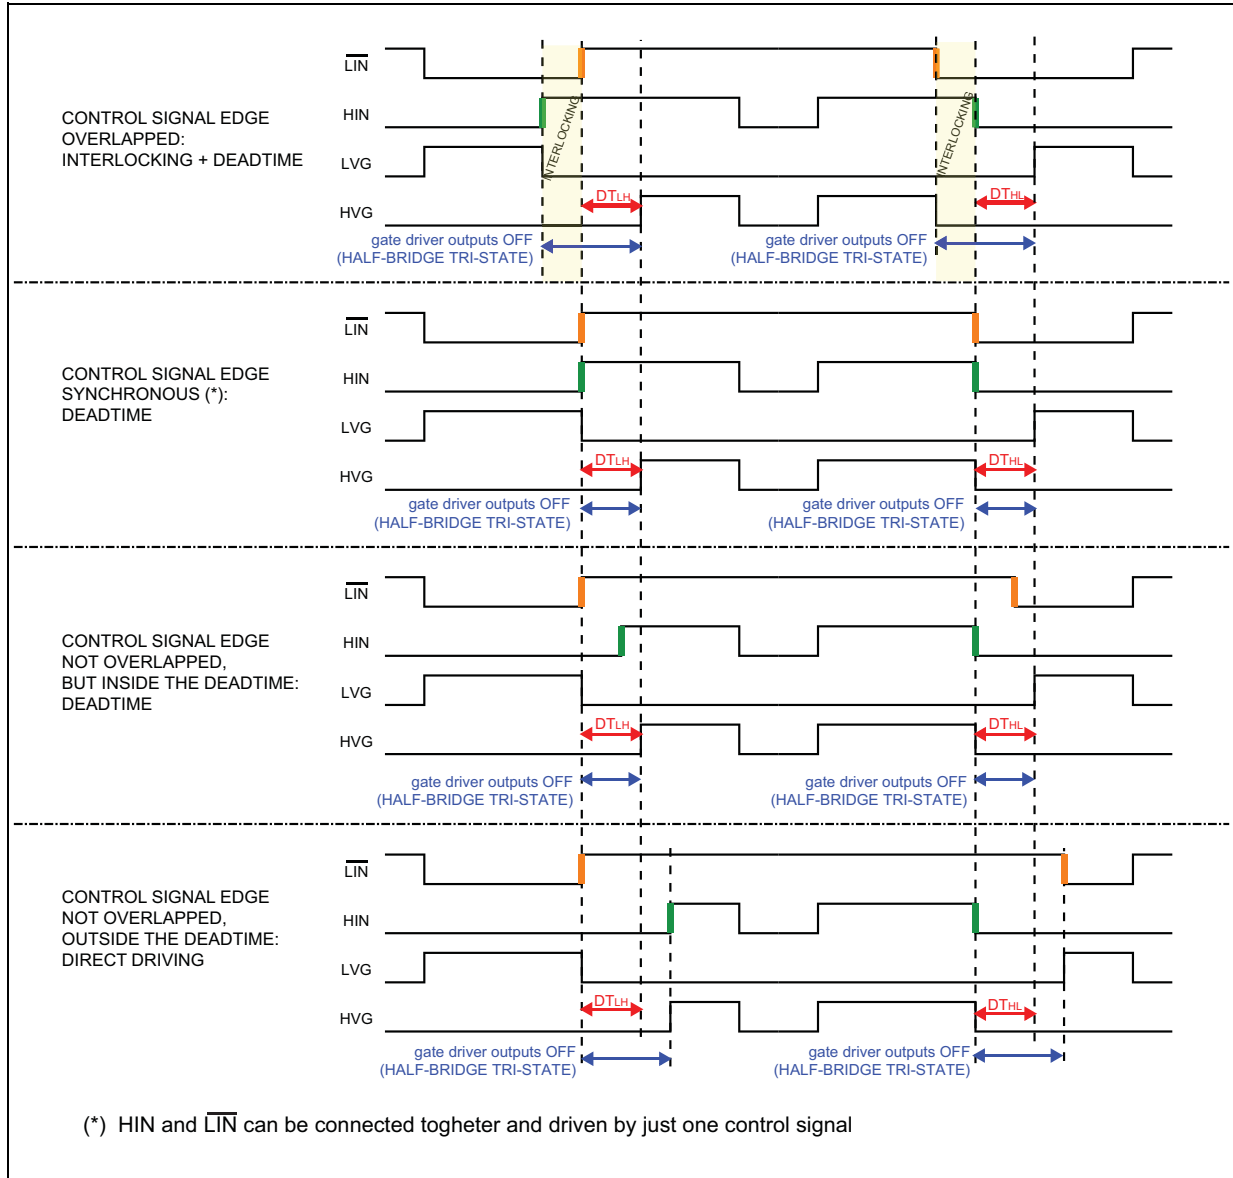 LIN
HIN
INTERLOCKING
INTERLOCKING
CONTROL SIGNAL EDGE
OVERLAPPED:
INTERLOCKING + DEADTIME
LVG
DTLH
DTHL
HVG
gate driver outputs OFF
(HALF-BRIDGE TRI-STATE)
gate driver outputs OFF
(HALF-BRIDGE TRI-STATE)
LIN
CONTROL SIGNAL EDGE
SYNCHRONOUS (*):
DEADTIME
HIN
LVG
DTLH
DTHL
HVG
gate driver outputs OFF
(HALF-BRIDGE TRI-STATE)
gate driver outputs OFF
(HALF-BRIDGE TRI-STATE)
LIN
CONTROL SIGNAL EDGE
NOT OVERLAPPED,
BUT INSIDE THE DEADTIME:
DEADTIME
HIN
LVG
DTLH
DTHL
HVG
gate driver outputs OFF
(HALF-BRIDGE TRI-STATE)
gate driver outputs OFF
(HALF-BRIDGE TRI-STATE)
LIN
CONTROL SIGNAL EDGE
NOT OVERLAPPED,
OUTSIDE THE DEADTIME:
DIRECT DRIVING
HIN
LVG
DTLH
DTHL
HVG
gate driver outputs OFF
(HALF-BRIDGE TRI-STATE)
gate driver outputs OFF
(HALF-BRIDGE TRI-STATE)
(*) HIN and LIN can be connected togheter and driven by just one control signal